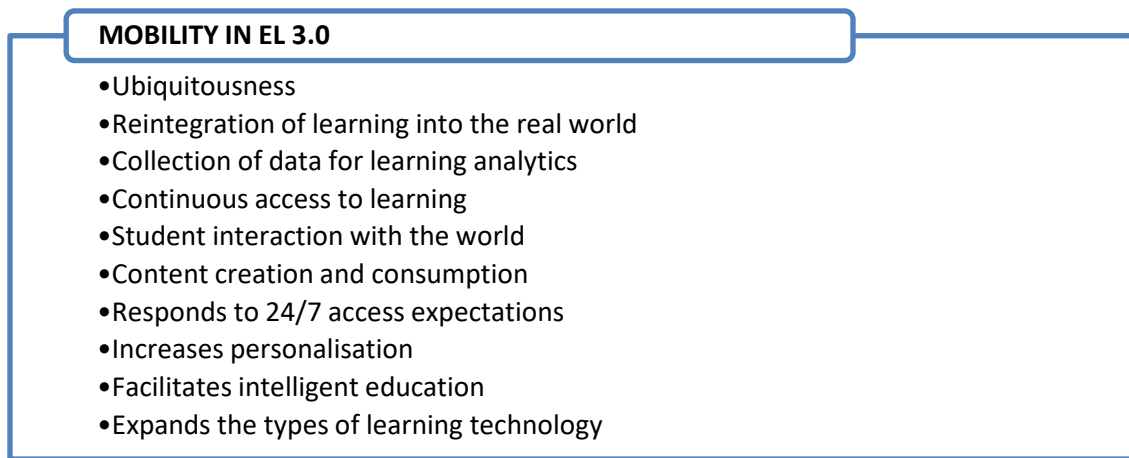 MOBILITY IN EL 3.0
•Ubiquitousness
•Reintegration of learning into the real world
•Collection of data for learning analytics
•Continuous access to learning
•Student interaction with the world
•Content creation and consumption
•Responds to 24/7 access expectations
•Increases personalisation
•Facilitates intelligent education
•Expands the types of learning technology